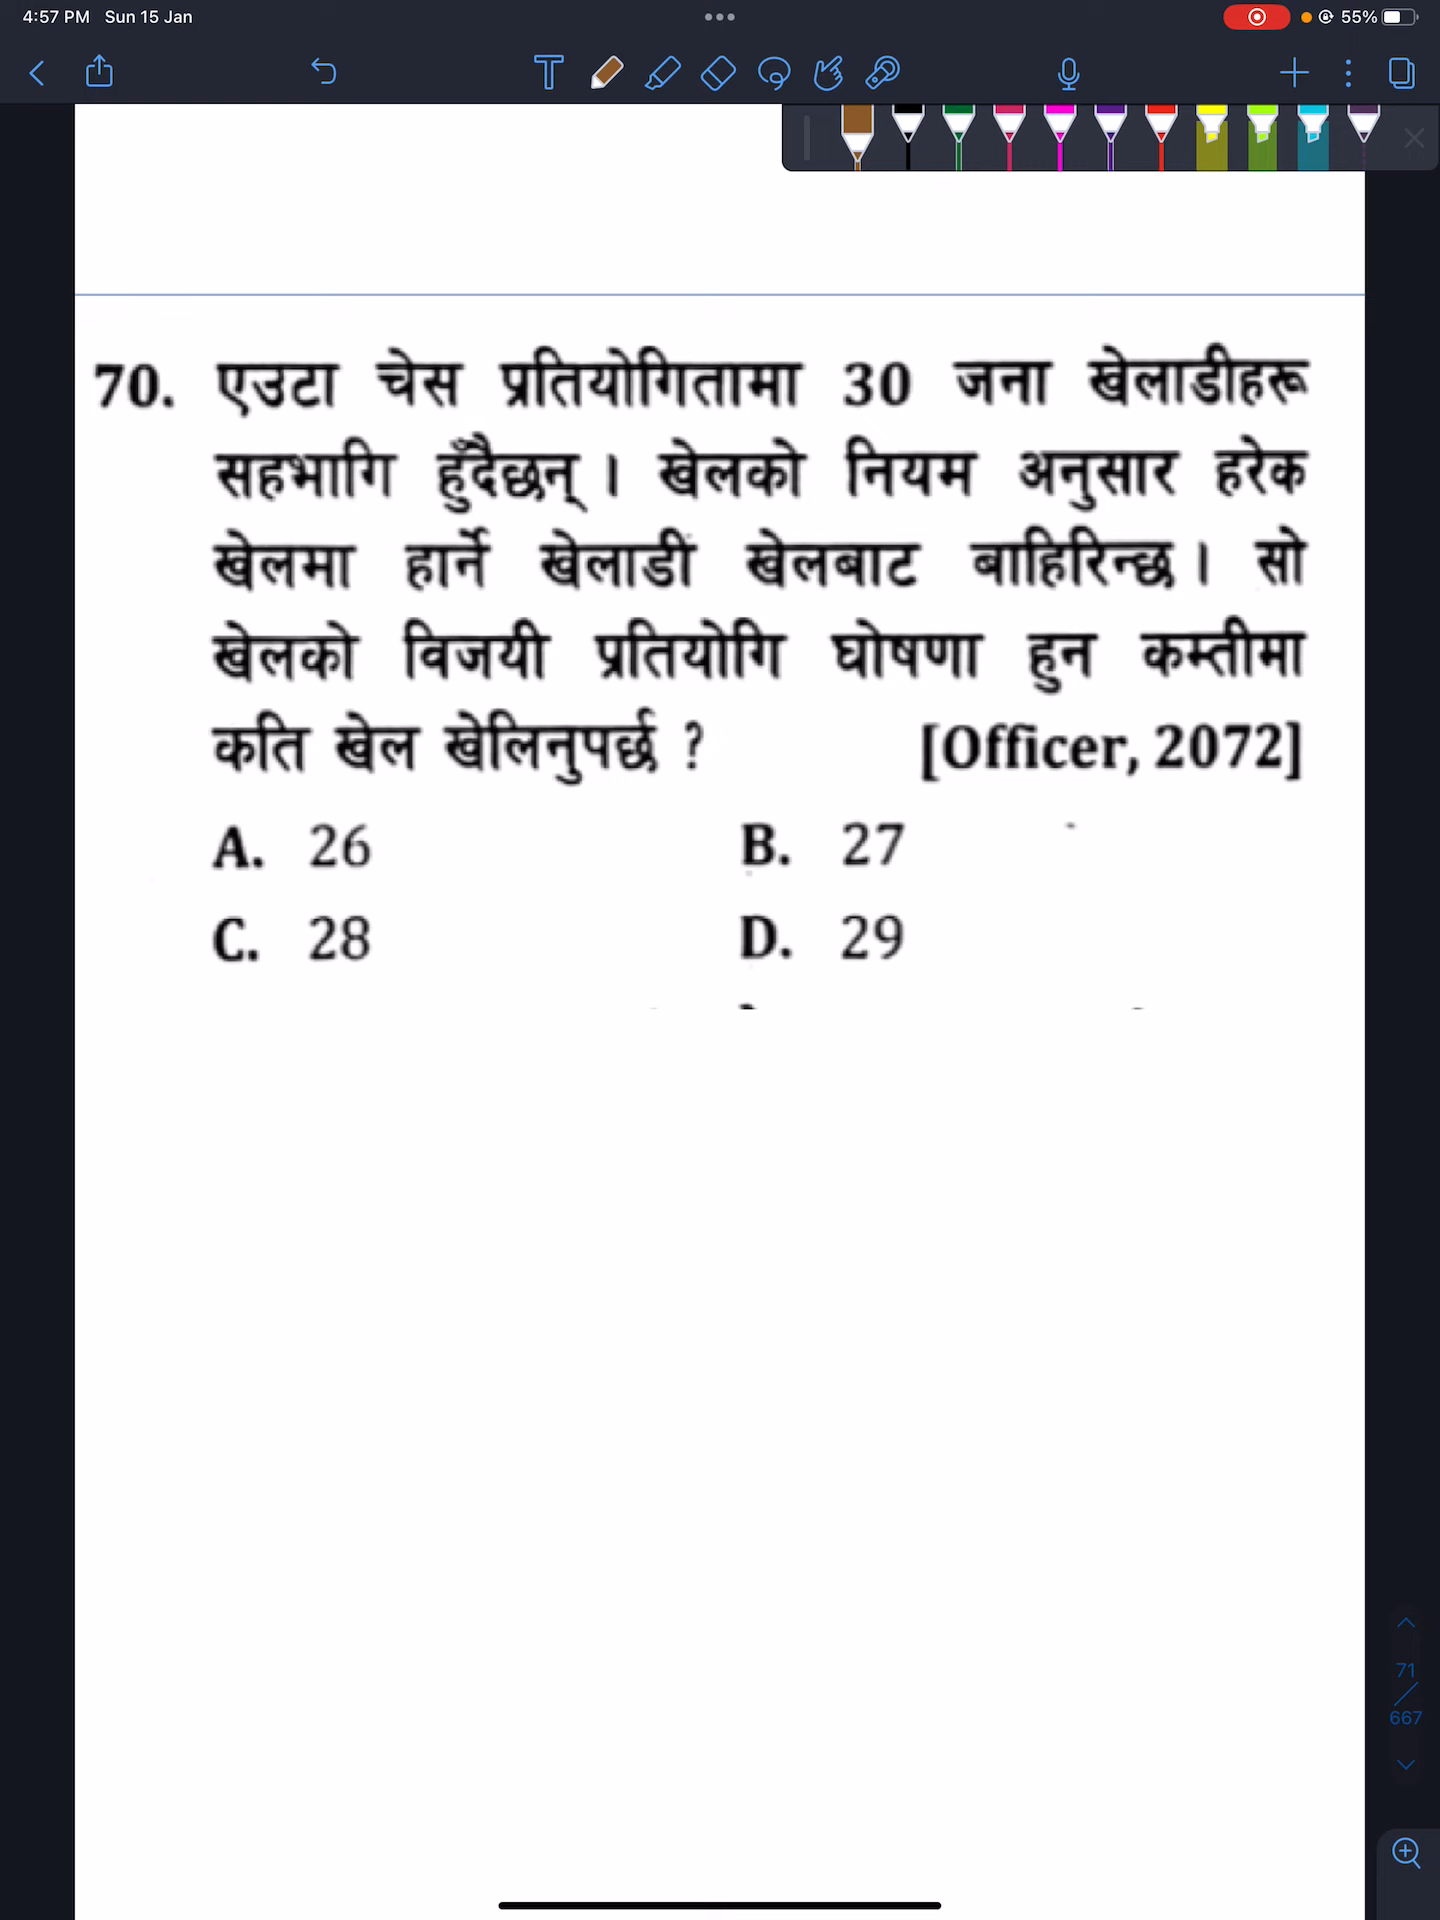 4:57 PM Sun 15 Jan
55%
70. एउटा चेस प्रतियोगितामा 30 जना खेलाडीहरू
सहभागि हुँदैछन् । खेलको नियम अनुसार हरेक
खेलमा हार्ने खेलाडी खेलबाट बाहिरिन्छ । सो
खेलको विजयी प्रतियोगि घोषणा हुन कम्तीमा
कति खेल खेलिनुपर्छ ? [Officer, 2072]
A. 26 B. 27
C. 28 D. 29
71
667